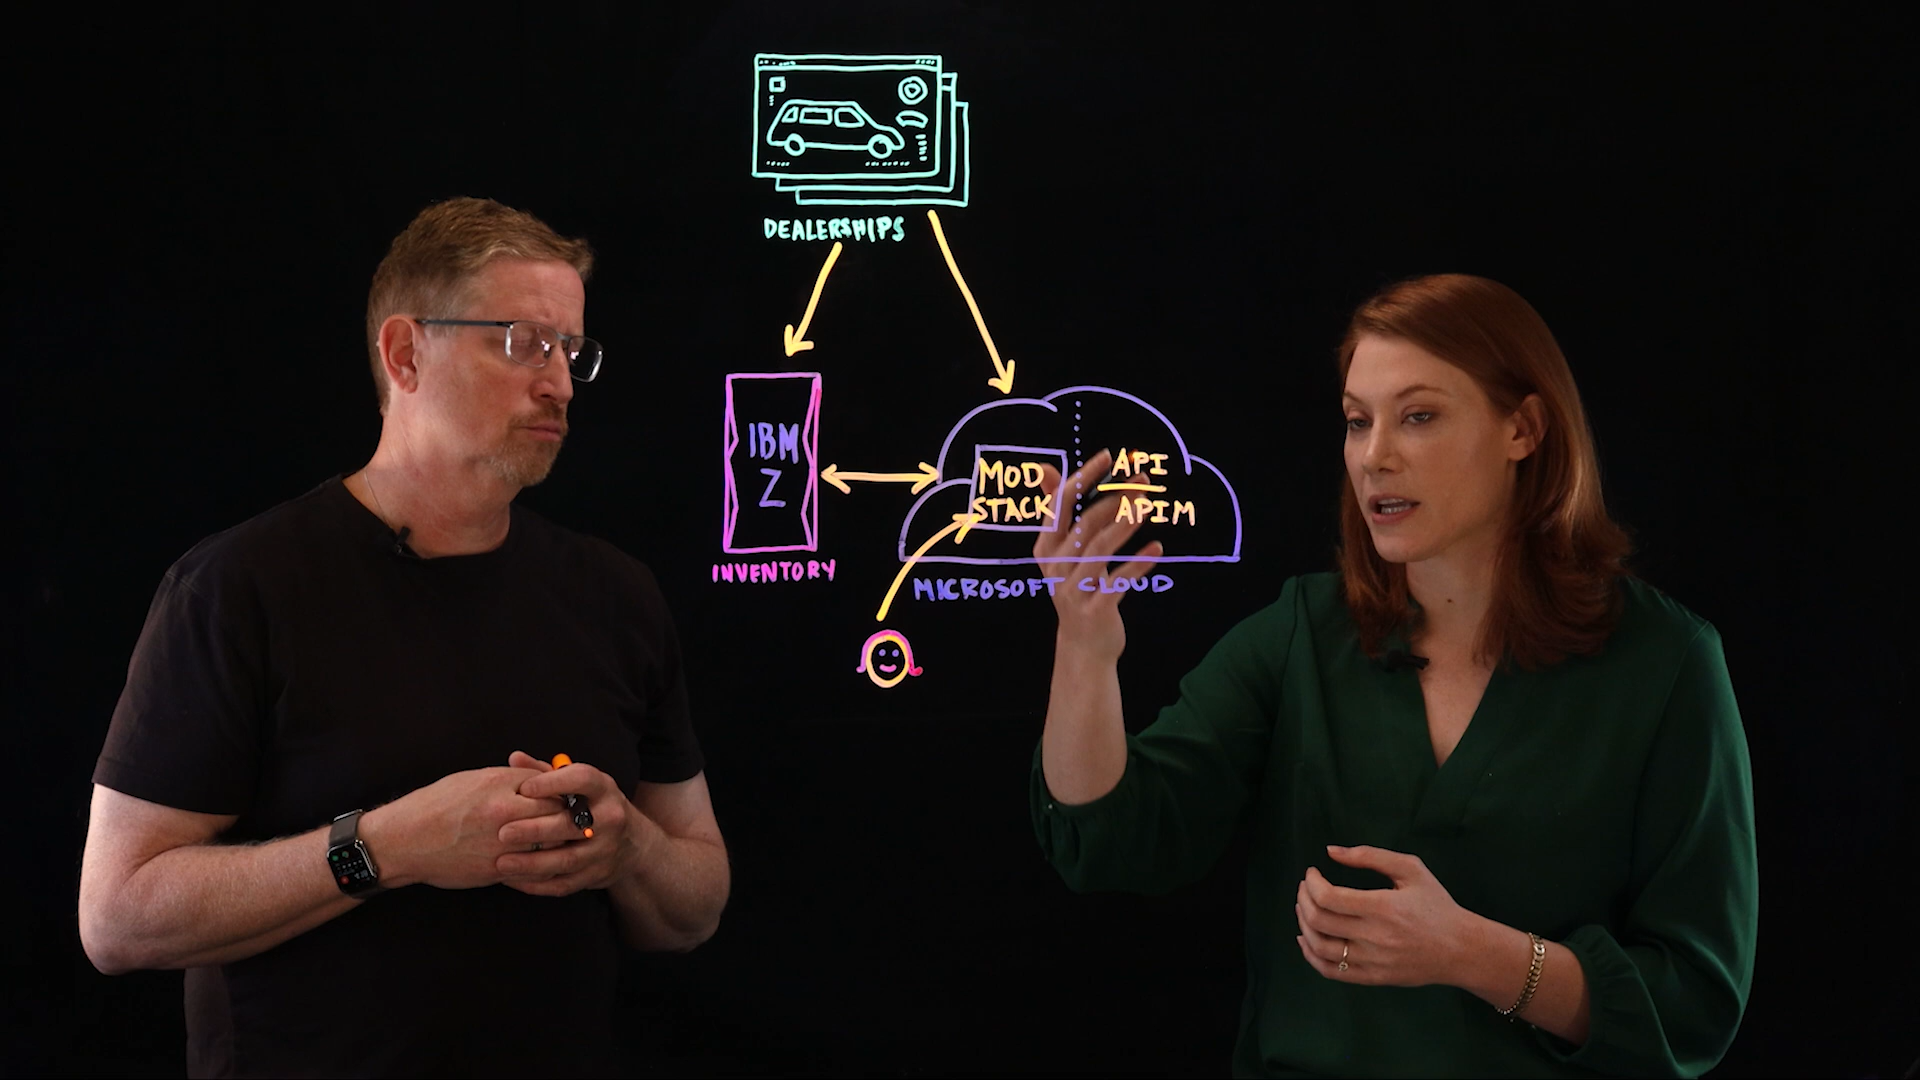 DEALERSHIPS
IBM
Z
INVENTORY
MOD
STACK
API
APIM
MICROSOFT CLOUD